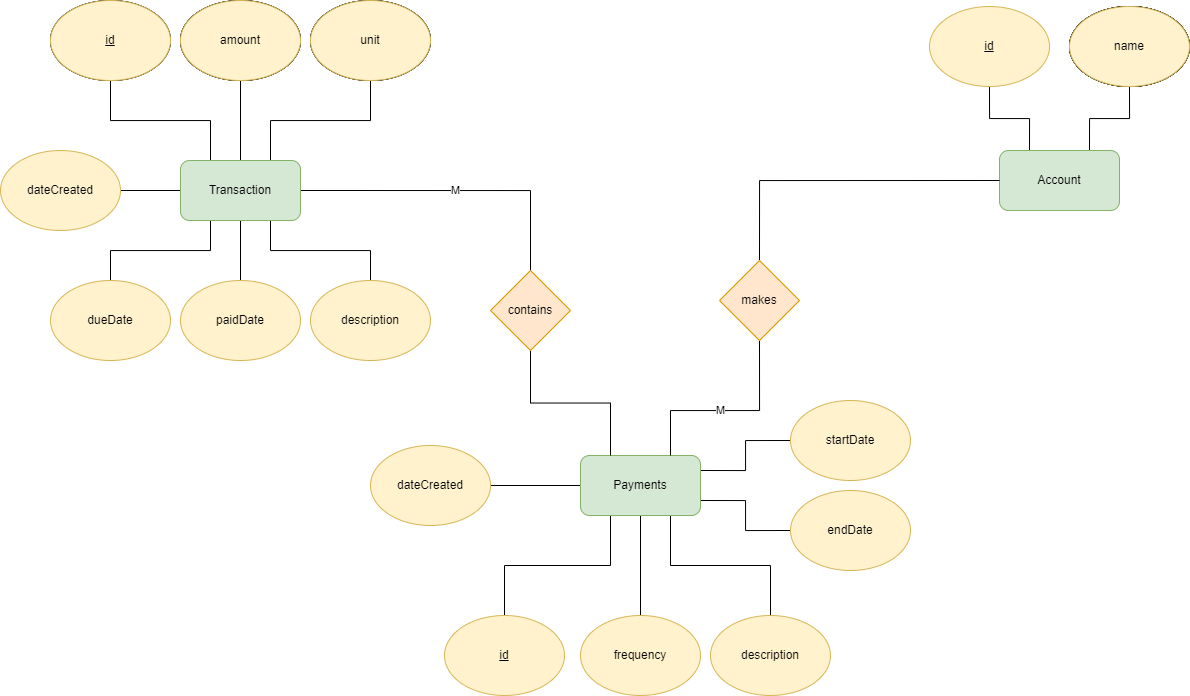 id
amount
unit
id
name
dateCreated
Transaction
M
Account
dueDate
paidDate
description
contains
makes
M
startDate
dateCreated
Payments
endDate
id
frequency
description